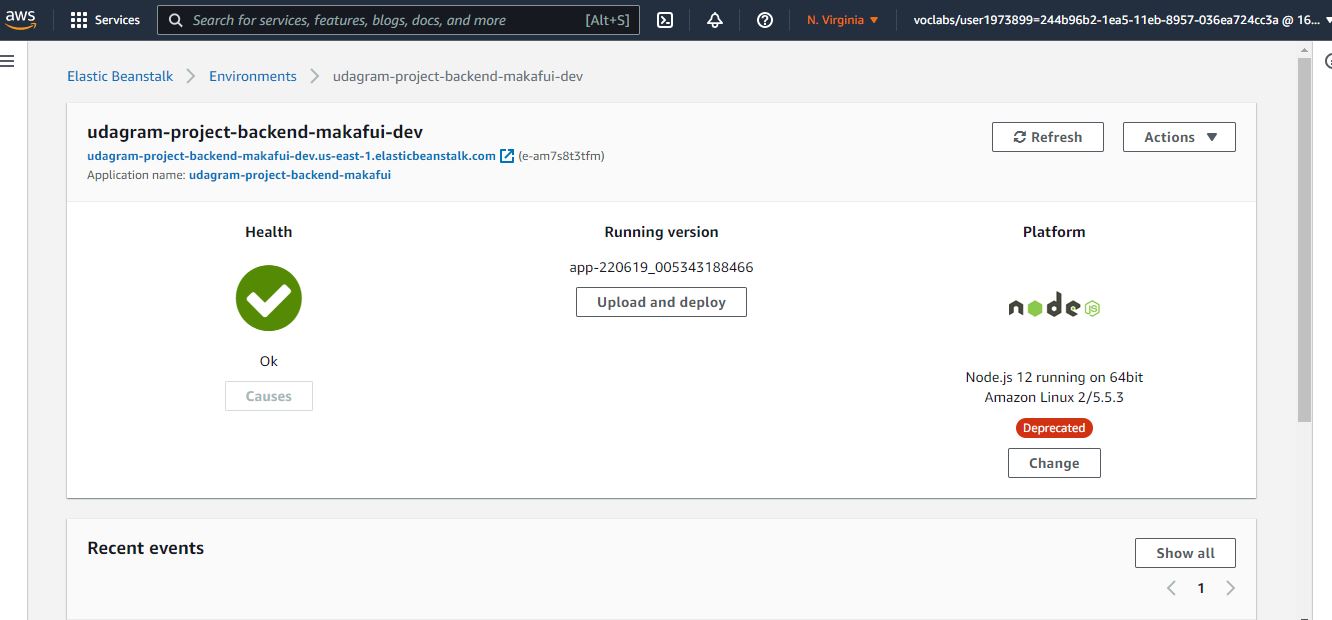 aws
Services
Search for services, features, blogs, docs, and more [Alt+S]
N. Virginia
voclabs/user1973899=244b96b2-1ea5-11eb-8957-036ea724cc3a @ 16...
Elastic Beanstalk
Environments
udagram-project-backend-makafui-dev
udagram-project-backend-makafui-dev
udagram-project-backend-makafui-dev.us-east-1.elasticbeanstalk.com (e-am7s8t3tfm)
Application name: udagram-project-backend-makafui
Refresh
Actions
Health
Ok
Causes
Running version
app-220619_005343188466
Upload and deploy
Platform
node JS
Node.js 12 running on 64bit
Amazon Linux 2/5.5.3
Deprecated
Change
Recent events
Show all
1